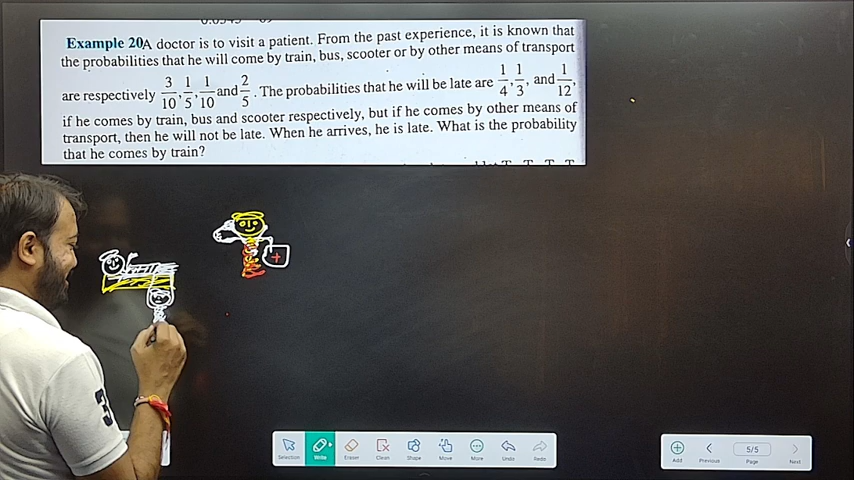 Example 20 A doctor is to visit a patient. From the past experience, it is known that
the probabilities that he will come by train, bus, scooter or by other means of transport
are respectively 3/10, 1/5, 1/10 and 2/5. The probabilities that he will be late are 1/4, 1/3, and 1/12,
if he comes by train, bus and scooter respectively, but if he comes by other means of
transport, then he will not be late. When he arrives, he is late. What is the probability
that he comes by train?
3
Selection
Write
Eraser
Clean
Shape
Move
More
Undo
Redo
Add
Previous
5/5
Page
Next